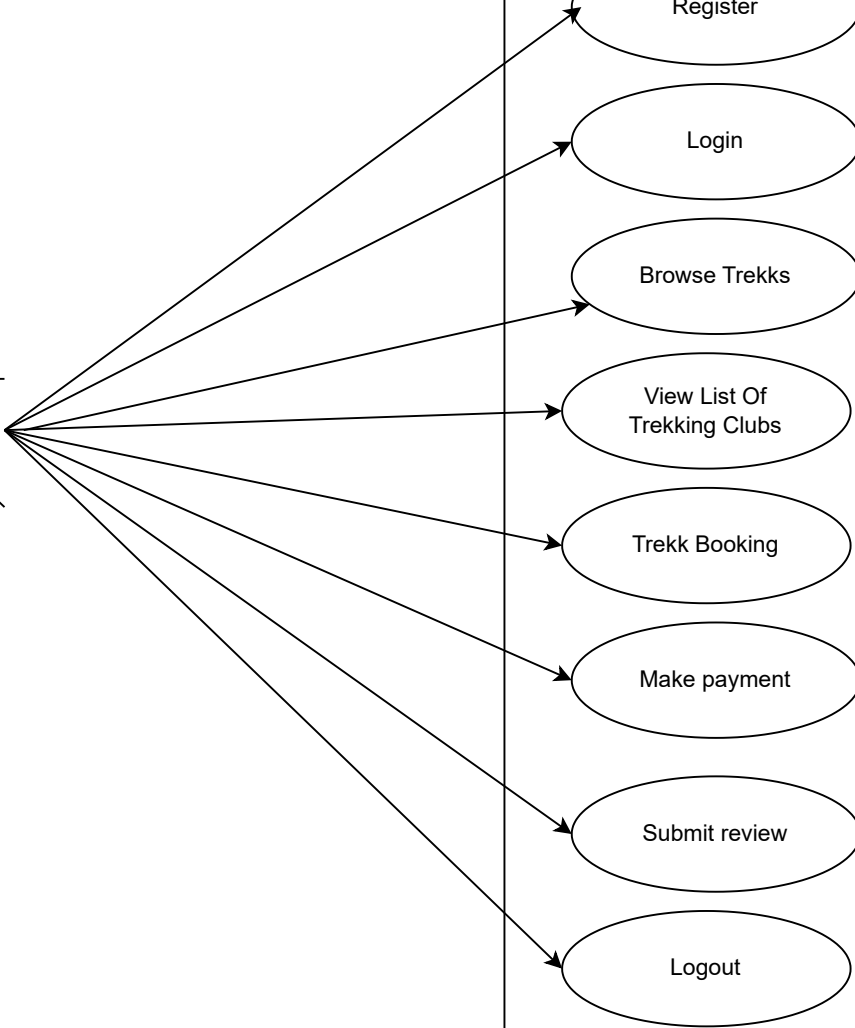 Register
Login
Browse Trekks
View List Of
Trekking Clubs
Trekk Booking
Make payment
Submit review
Logout